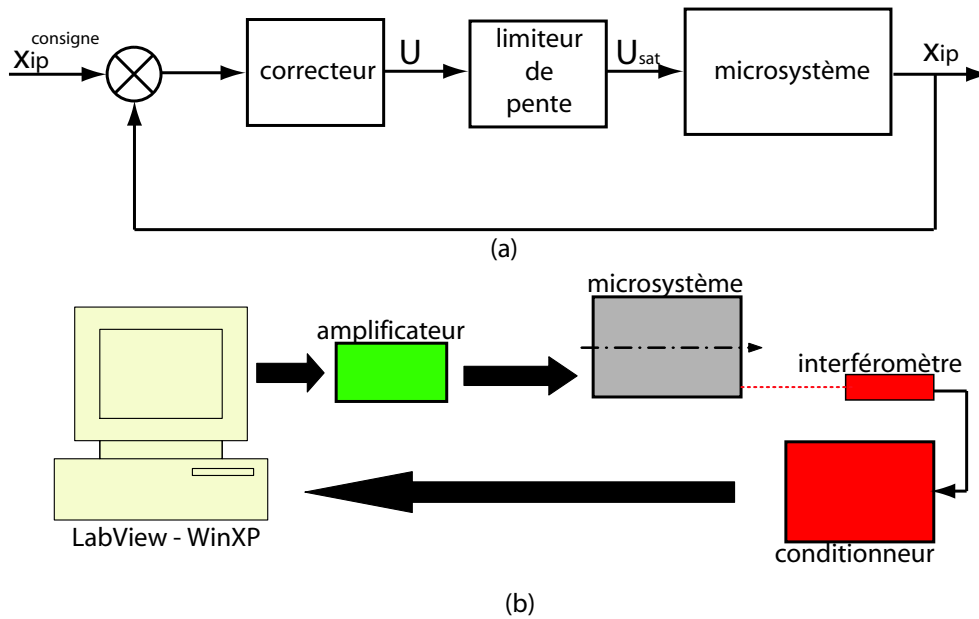 consigne
xip
correcteur
U
limiteur
de
pente
Usat
microsystème
xip
(a)
microsystème
amplificateur
interféromètre
LabView - WinXP
conditionneur
(b)